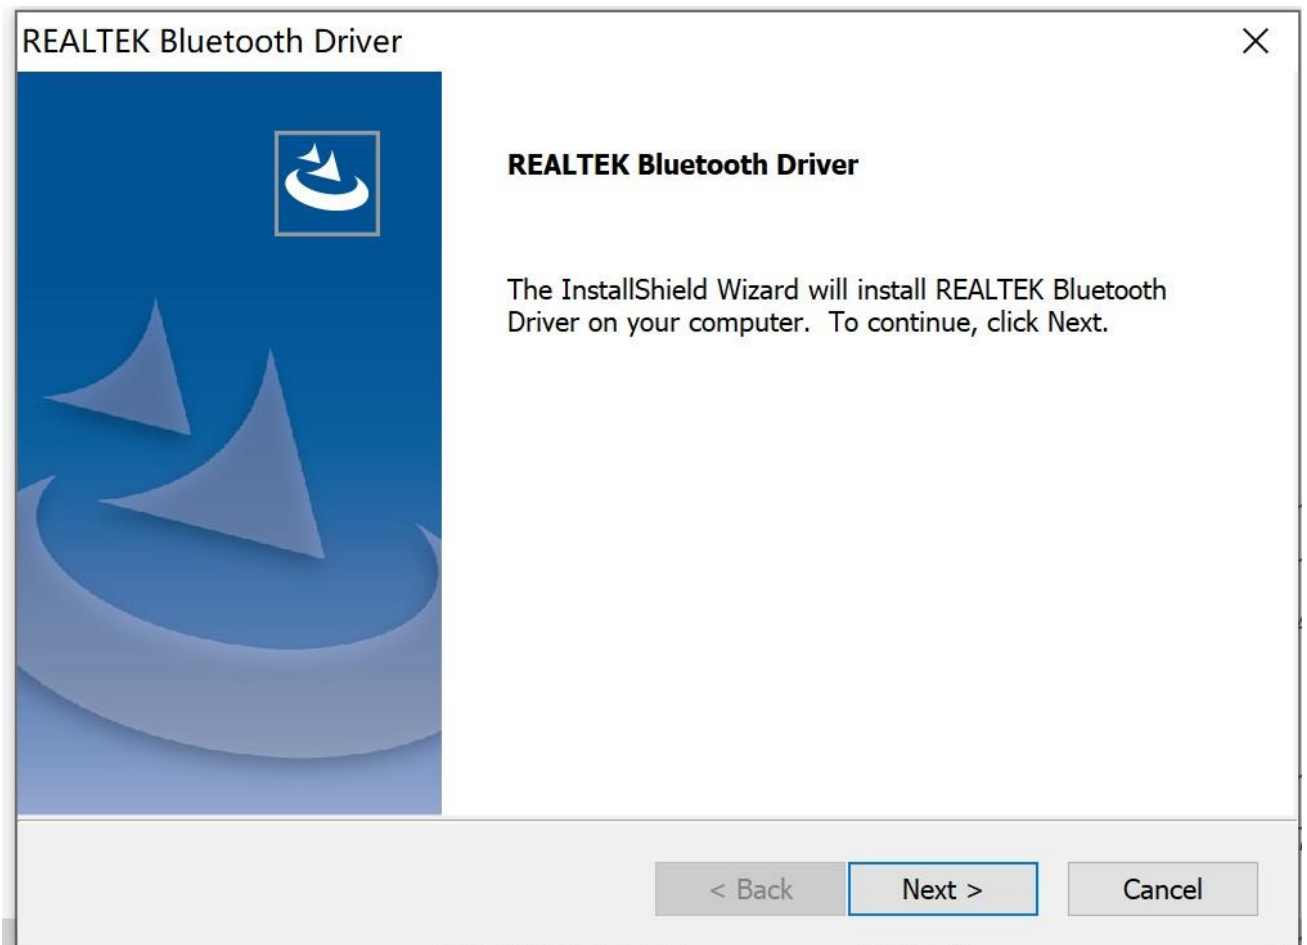 REALTEK Bluetooth Driver
REALTEK Bluetooth Driver
The InstallShield Wizard will install REALTEK Bluetooth
Driver on your computer.  To continue, click Next.
< Back
Next >
Cancel